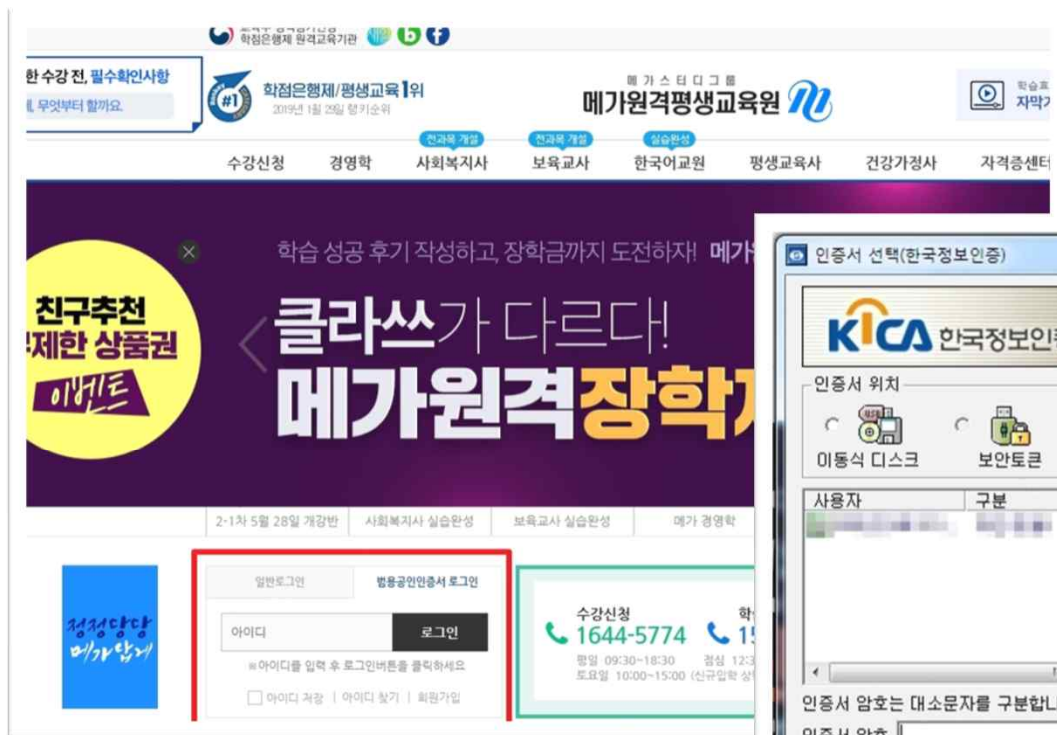 학점은행제 원격교육기관
한 수강 전, 필수확인사항
무엇부터 할까요.
#1
학점은행제/평생교육 1위
2019년 1월 29일 랭키순위
메가스터디그룹
메가원격평생교육원
자막
전과목 개설
전과목 개설
실습완성
수강신청 경영학 사회복지사 보육교사 한국어교원 평생교육사 건강가정사 자격증센터
학습 성공 후기 작성하고, 장학금까지 도전하자! 메가
클라쓰가 다르다!
메가원격장학
친구추천
제한 상품권
이벤트
2-1차 5월 28일 개강반 사회복지사 실습완성 보육교사 실습완성 메가 경영학
정정당당
메가답게
일반로그인 범용공인인증서 로그인
아이디 로그인
※아이디를 입력 후 로그인버튼을 클릭하세요
아이디 저장 | 아이디 찾기 | 회원가입
수강신청
1644-5774
평일 09:30~18:30 점심 12:3
토요일 10:00~15:00 (신규입학 상
인증서 선택(한국정보인증)
KICA 한국정보인증
인증서 위치
이동식 디스크 보안토큰
사용자 구분
인증서 암호는 대소문자를 구분합니
인증서 암호